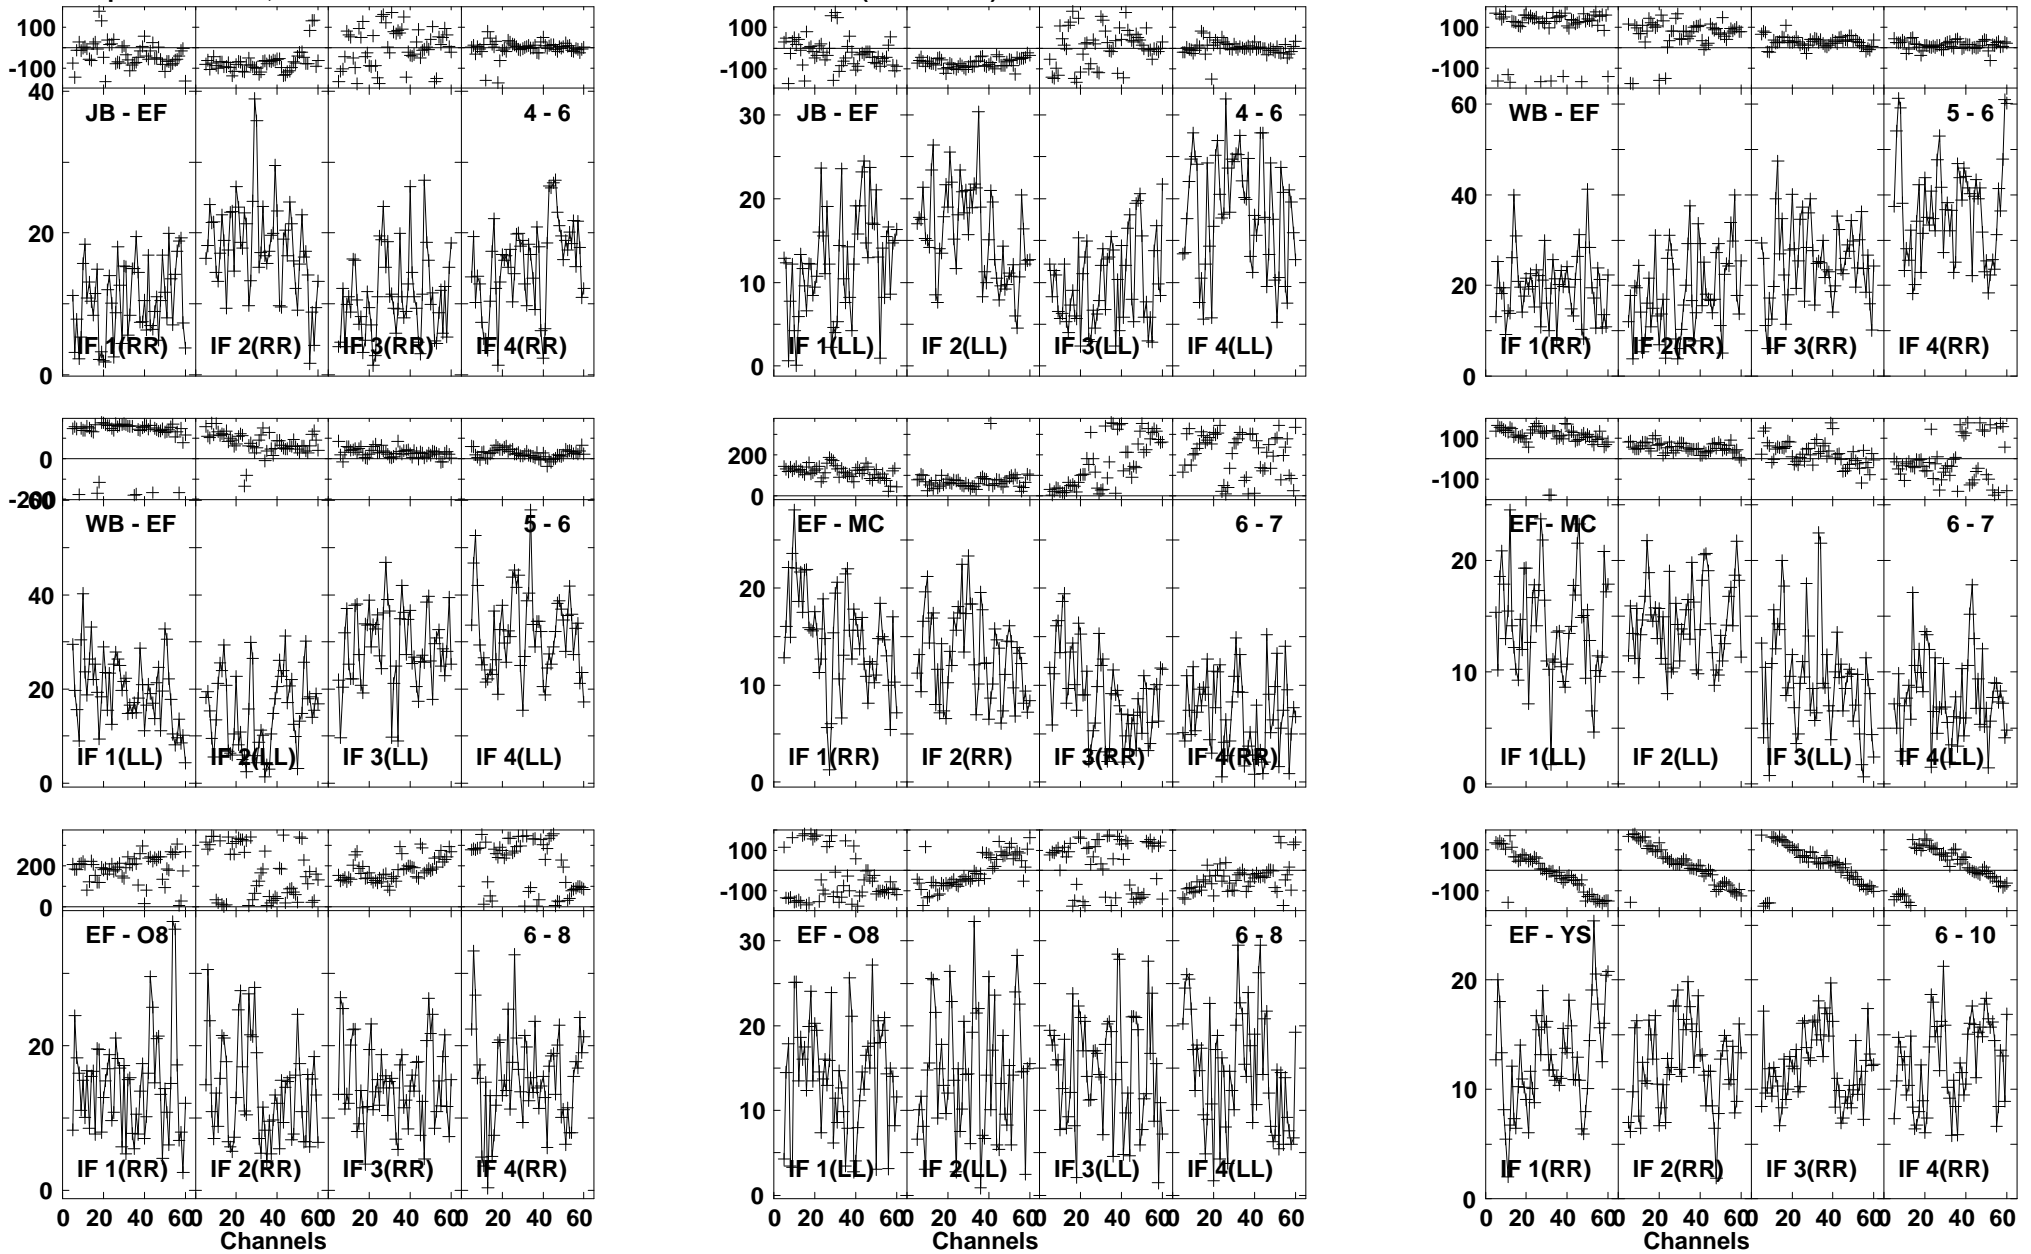 100
-100
40
20
0
JB - EF
4 - 6
IF 1(RR)
IF 2(RR)
IF 3(RR)
IF 4(RR)
100
-100
30
20
10
0
JB - EF
4 - 6
IF 1(LL)
IF 2(LL)
IF 3(LL)
IF 4(LL)
100
-100
60
40
20
0
WB - EF
5 - 6
IF 1(RR)
IF 2(RR)
IF 3(RR)
IF 4(RR)
0
-200
60
40
20
0
WB - EF
5 - 6
IF 1(LL)
IF 2(LL)
IF 3(LL)
IF 4(LL)
200
0
20
10
0
EF - MC
6 - 7
IF 1(RR)
IF 2(RR)
IF 3(RR)
IF 4(RR)
100
-100
20
10
0
EF - MC
6 - 7
IF 1(LL)
IF 2(LL)
IF 3(LL)
IF 4(LL)
200
0
20
0
EF - O8
6 - 8
IF 1(RR)
IF 2(RR)
IF 3(RR)
IF 4(RR)
0 20 40 60 0 20 40 60 0 20 40 60 0 20 40 60
Channels
100
-100
30
20
10
0
EF - O8
6 - 8
IF 1(LL)
IF 2(LL)
IF 3(LL)
IF 4(LL)
0 20 40 60 0 20 40 60 0 20 40 60 0 20 40 60
Channels
100
-100
20
10
0
EF - YS
6 - 10
IF 1(RR)
IF 2(RR)
IF 3(RR)
IF 4(RR)
0 20 40 60 0 20 40 60 0 20 40 60 0 20 40 60
Channels